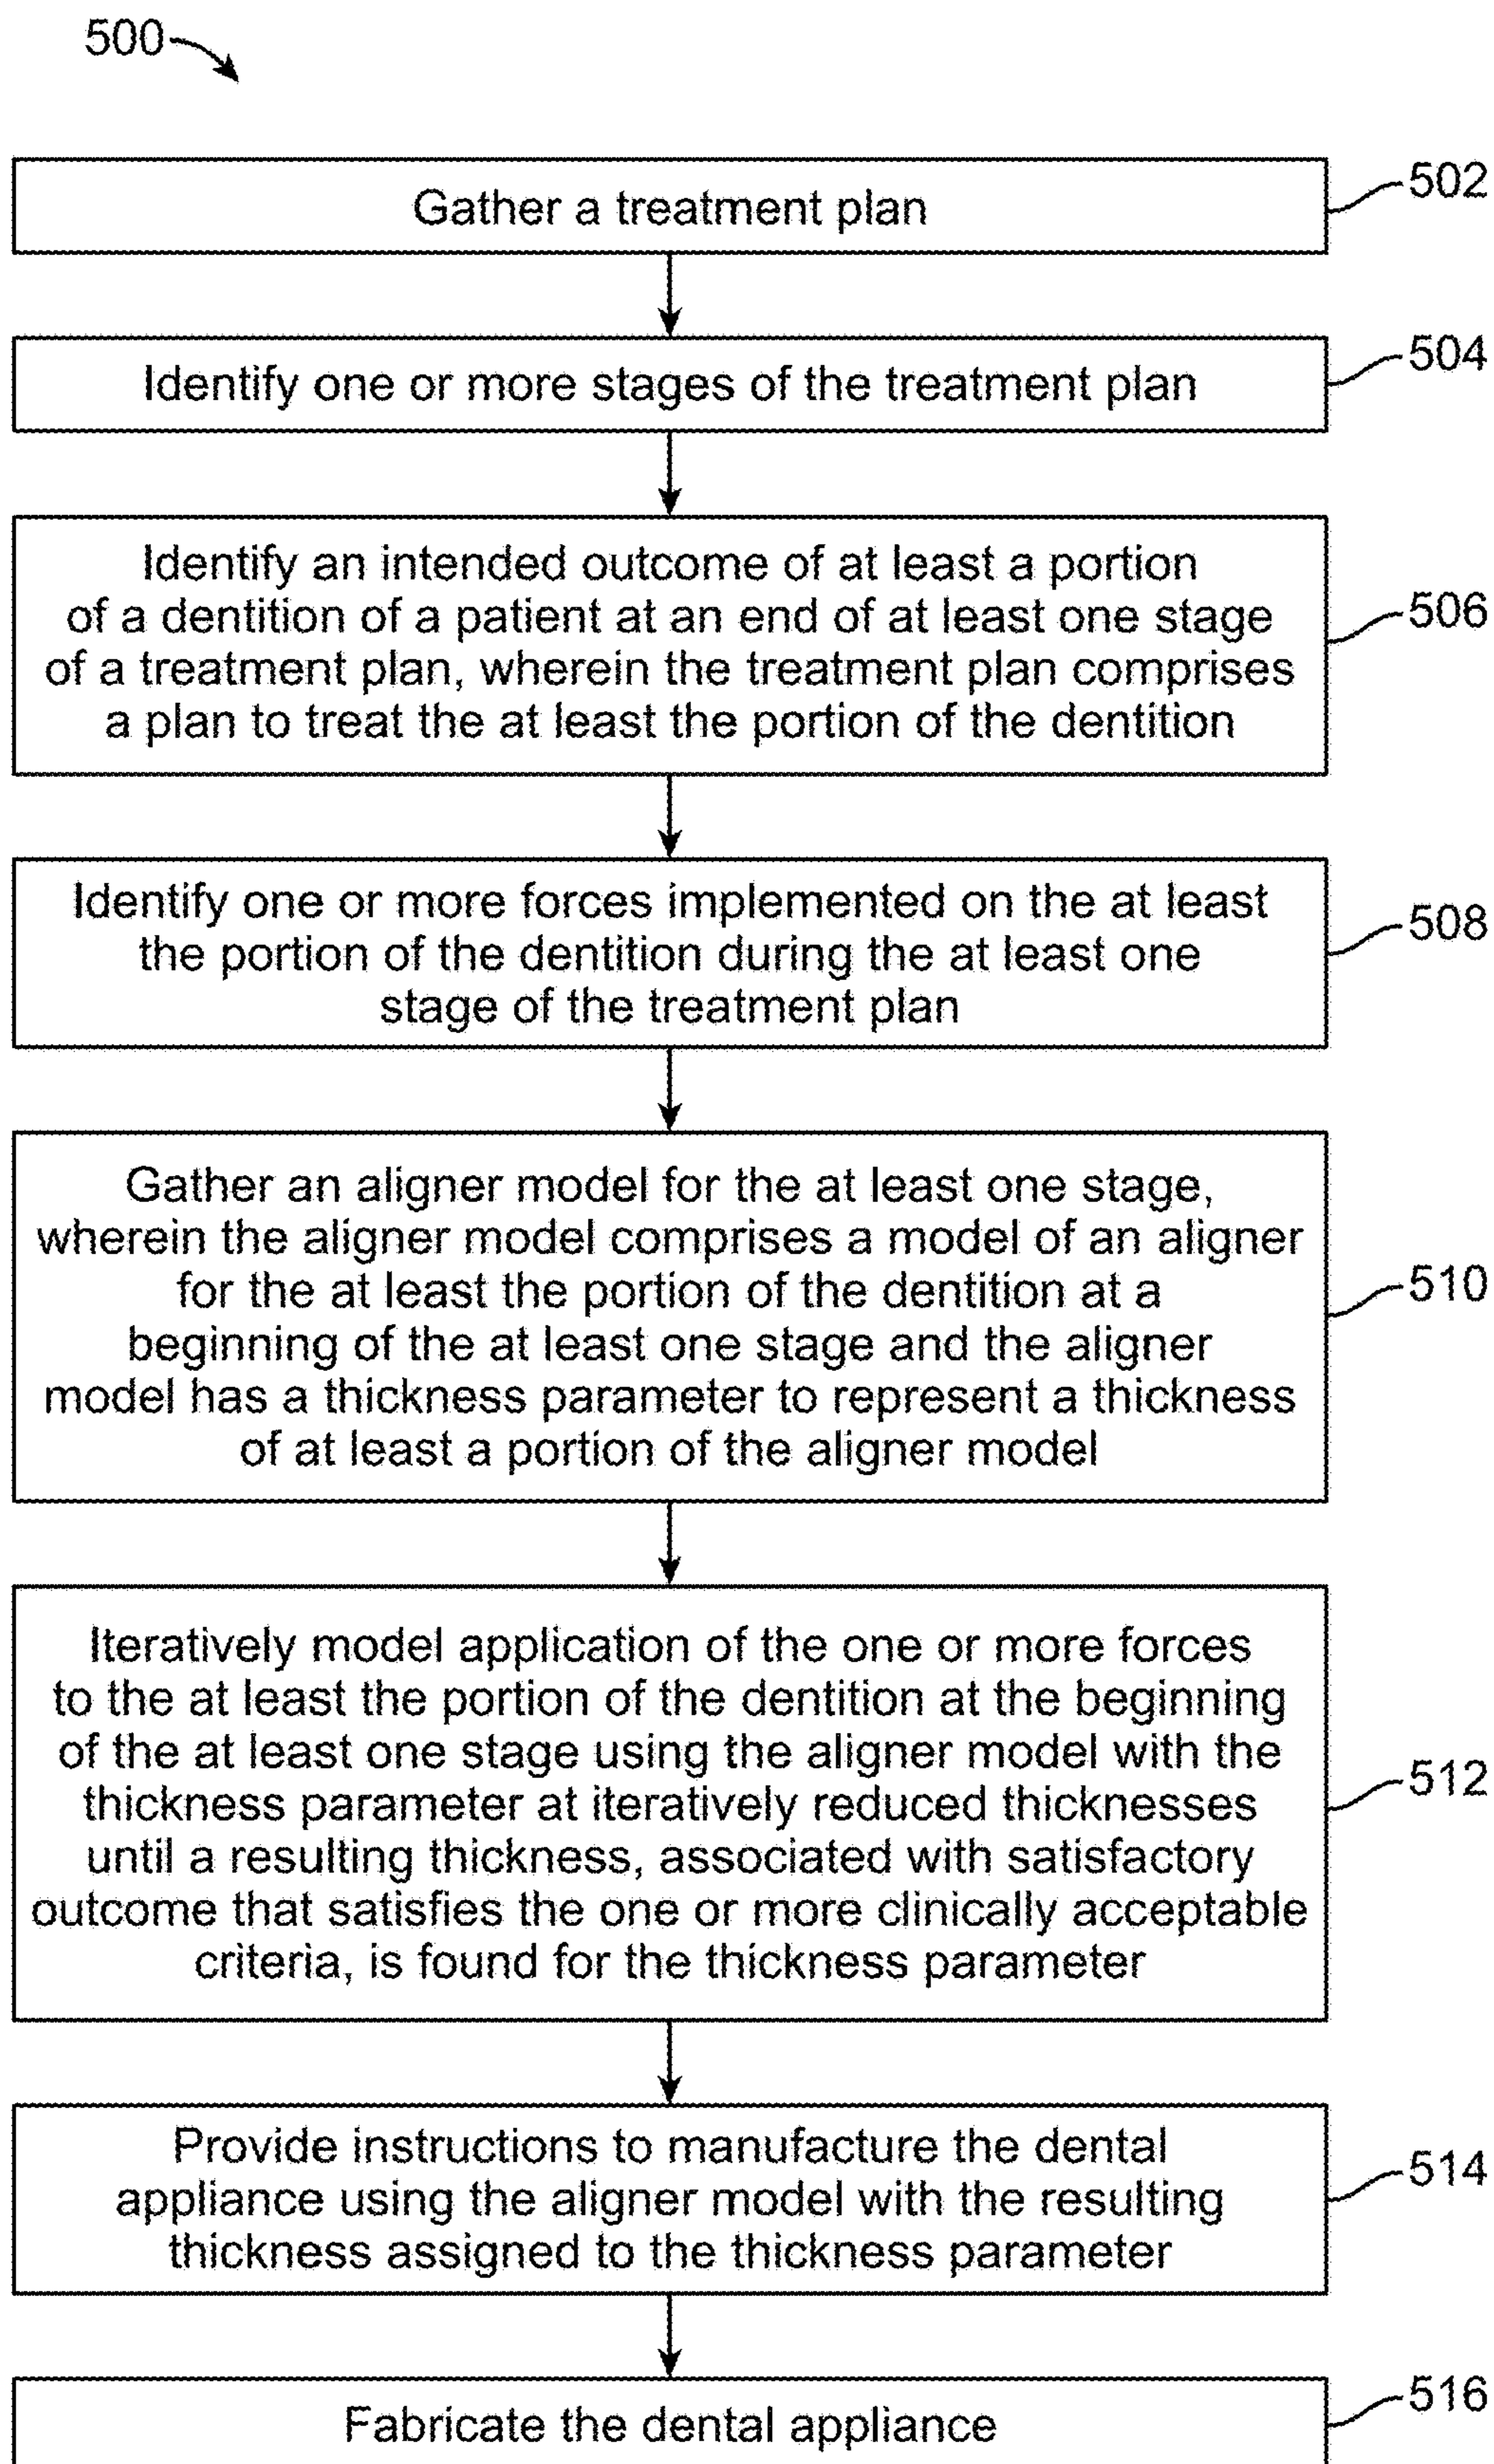 500
Gather a treatment plan
502
Identify one or more stages of the treatment plan
504
Identify an intended outcome of at least a portion
of a dentition of a patient at an end of at least one stage
of a treatment plan, wherein the treatment plan comprises
a plan to treat the at least the portion of the dentition
506
Identify one or more forces implemented on the at least
the portion of the dentition during the at least one
stage of the treatment plan
508
Gather an aligner model for the at least one stage,
wherein the aligner model comprises a model of an aligner
for the at least the portion of the dentition at a
beginning of the at least one stage and the aligner
model has a thickness parameter to represent a thickness
of at least a portion of the aligner model
510
Iteratively model application of the one or more forces
to the at least the portion of the dentition at the beginning
of the at least one stage using the aligner model with the
thickness parameter at iteratively reduced thicknesses
until a resulting thickness, associated with satisfactory
outcome that satisfies the one or more clinically acceptable
criteria, is found for the thickness parameter
512
Provide instructions to manufacture the dental
appliance using the aligner model with the resulting
thickness assigned to the thickness parameter
514
Fabricate the dental appliance
516